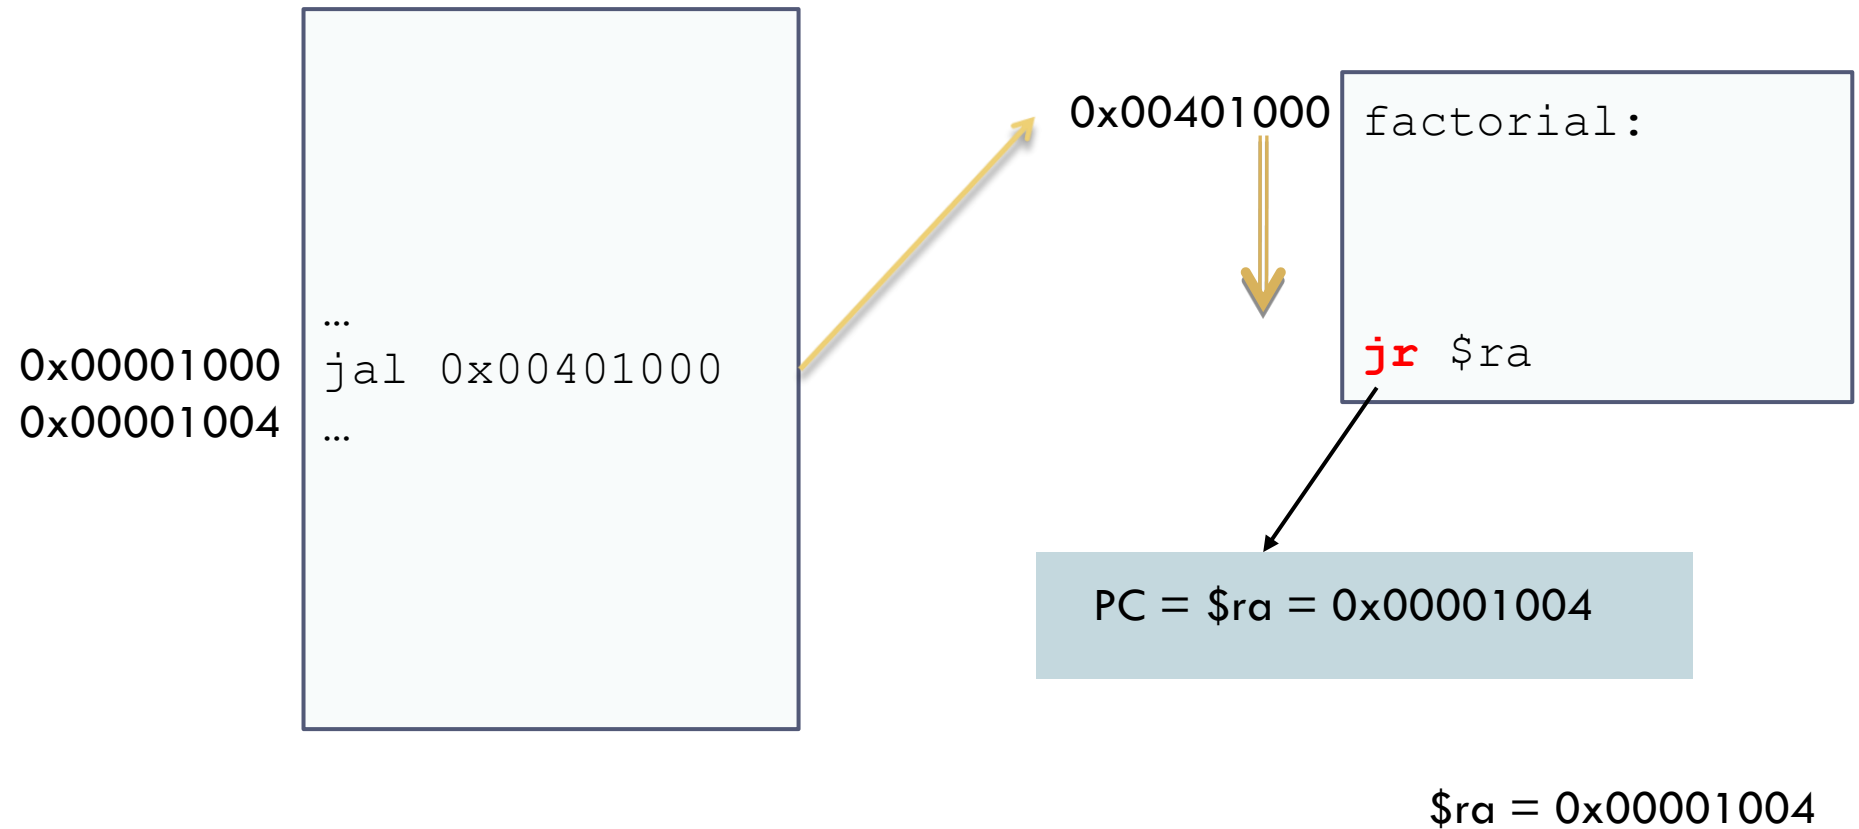 …
0x00001000 jal 0x00401000
0x00001004 …
0x00401000 factorial:
jr $ra
PC = $ra = 0x00001004
$ra = 0x00001004